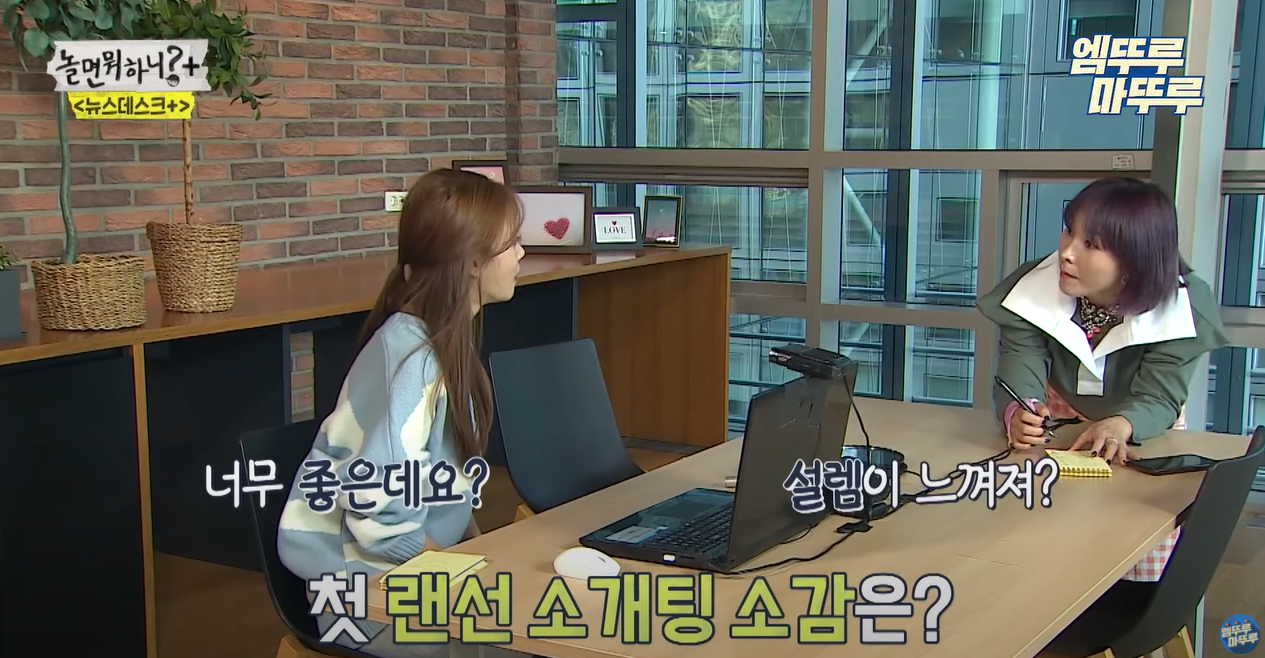 놀면뭐하니?+
<뉴스데스크+>
엠뚜루
마뚜루
LOVE
너무 좋은데요?
설렘이 느껴져?
첫 랜선 소개팅 소감은?
엠뚜루
마뚜루